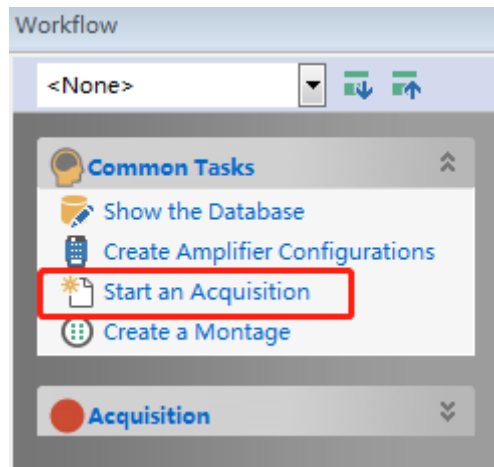 Workflow
<None>
Common Tasks
Show the Database
Create Amplifier Configurations
Start an Acquisition
Create a Montage
Acquisition